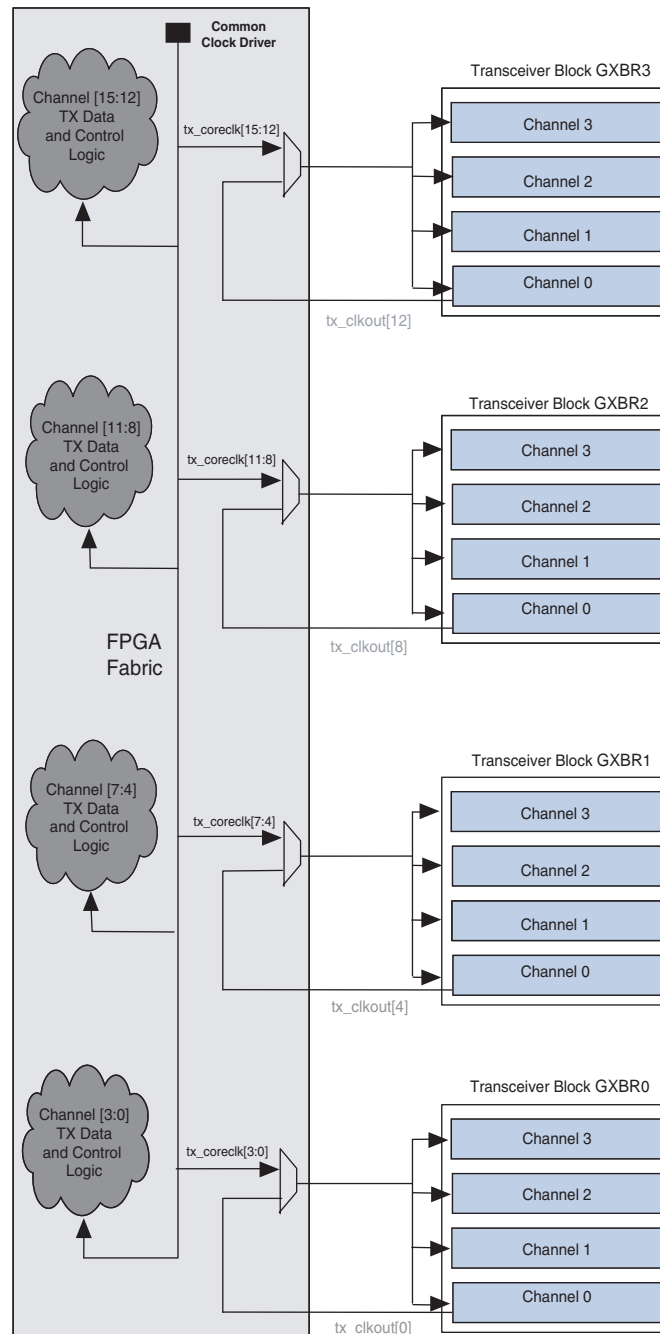 Common
Clock Driver
Channel [15:12]
TX Data
and Control
Logic
tx_coreclk[15:12]
Transceiver Block GXBR3
Channel 3
Channel 2
Channel 1
Channel 0
tx_clkout[12]
Channel [11:8]
TX Data
and Control
Logic
tx_coreclk[11:8]
Transceiver Block GXBR2
Channel 3
Channel 2
Channel 1
Channel 0
tx_clkout[8]
FPGA
Fabric
Channel [7:4]
TX Data
and Control
Logic
tx_coreclk[7:4]
Transceiver Block GXBR1
Channel 3
Channel 2
Channel 1
Channel 0
tx_clkout[4]
Channel [3:0]
TX Data
and Control
Logic
tx_coreclk[3:0]
Transceiver Block GXBR0
Channel 3
Channel 2
Channel 1
Channel 0
tx_clkout[0]